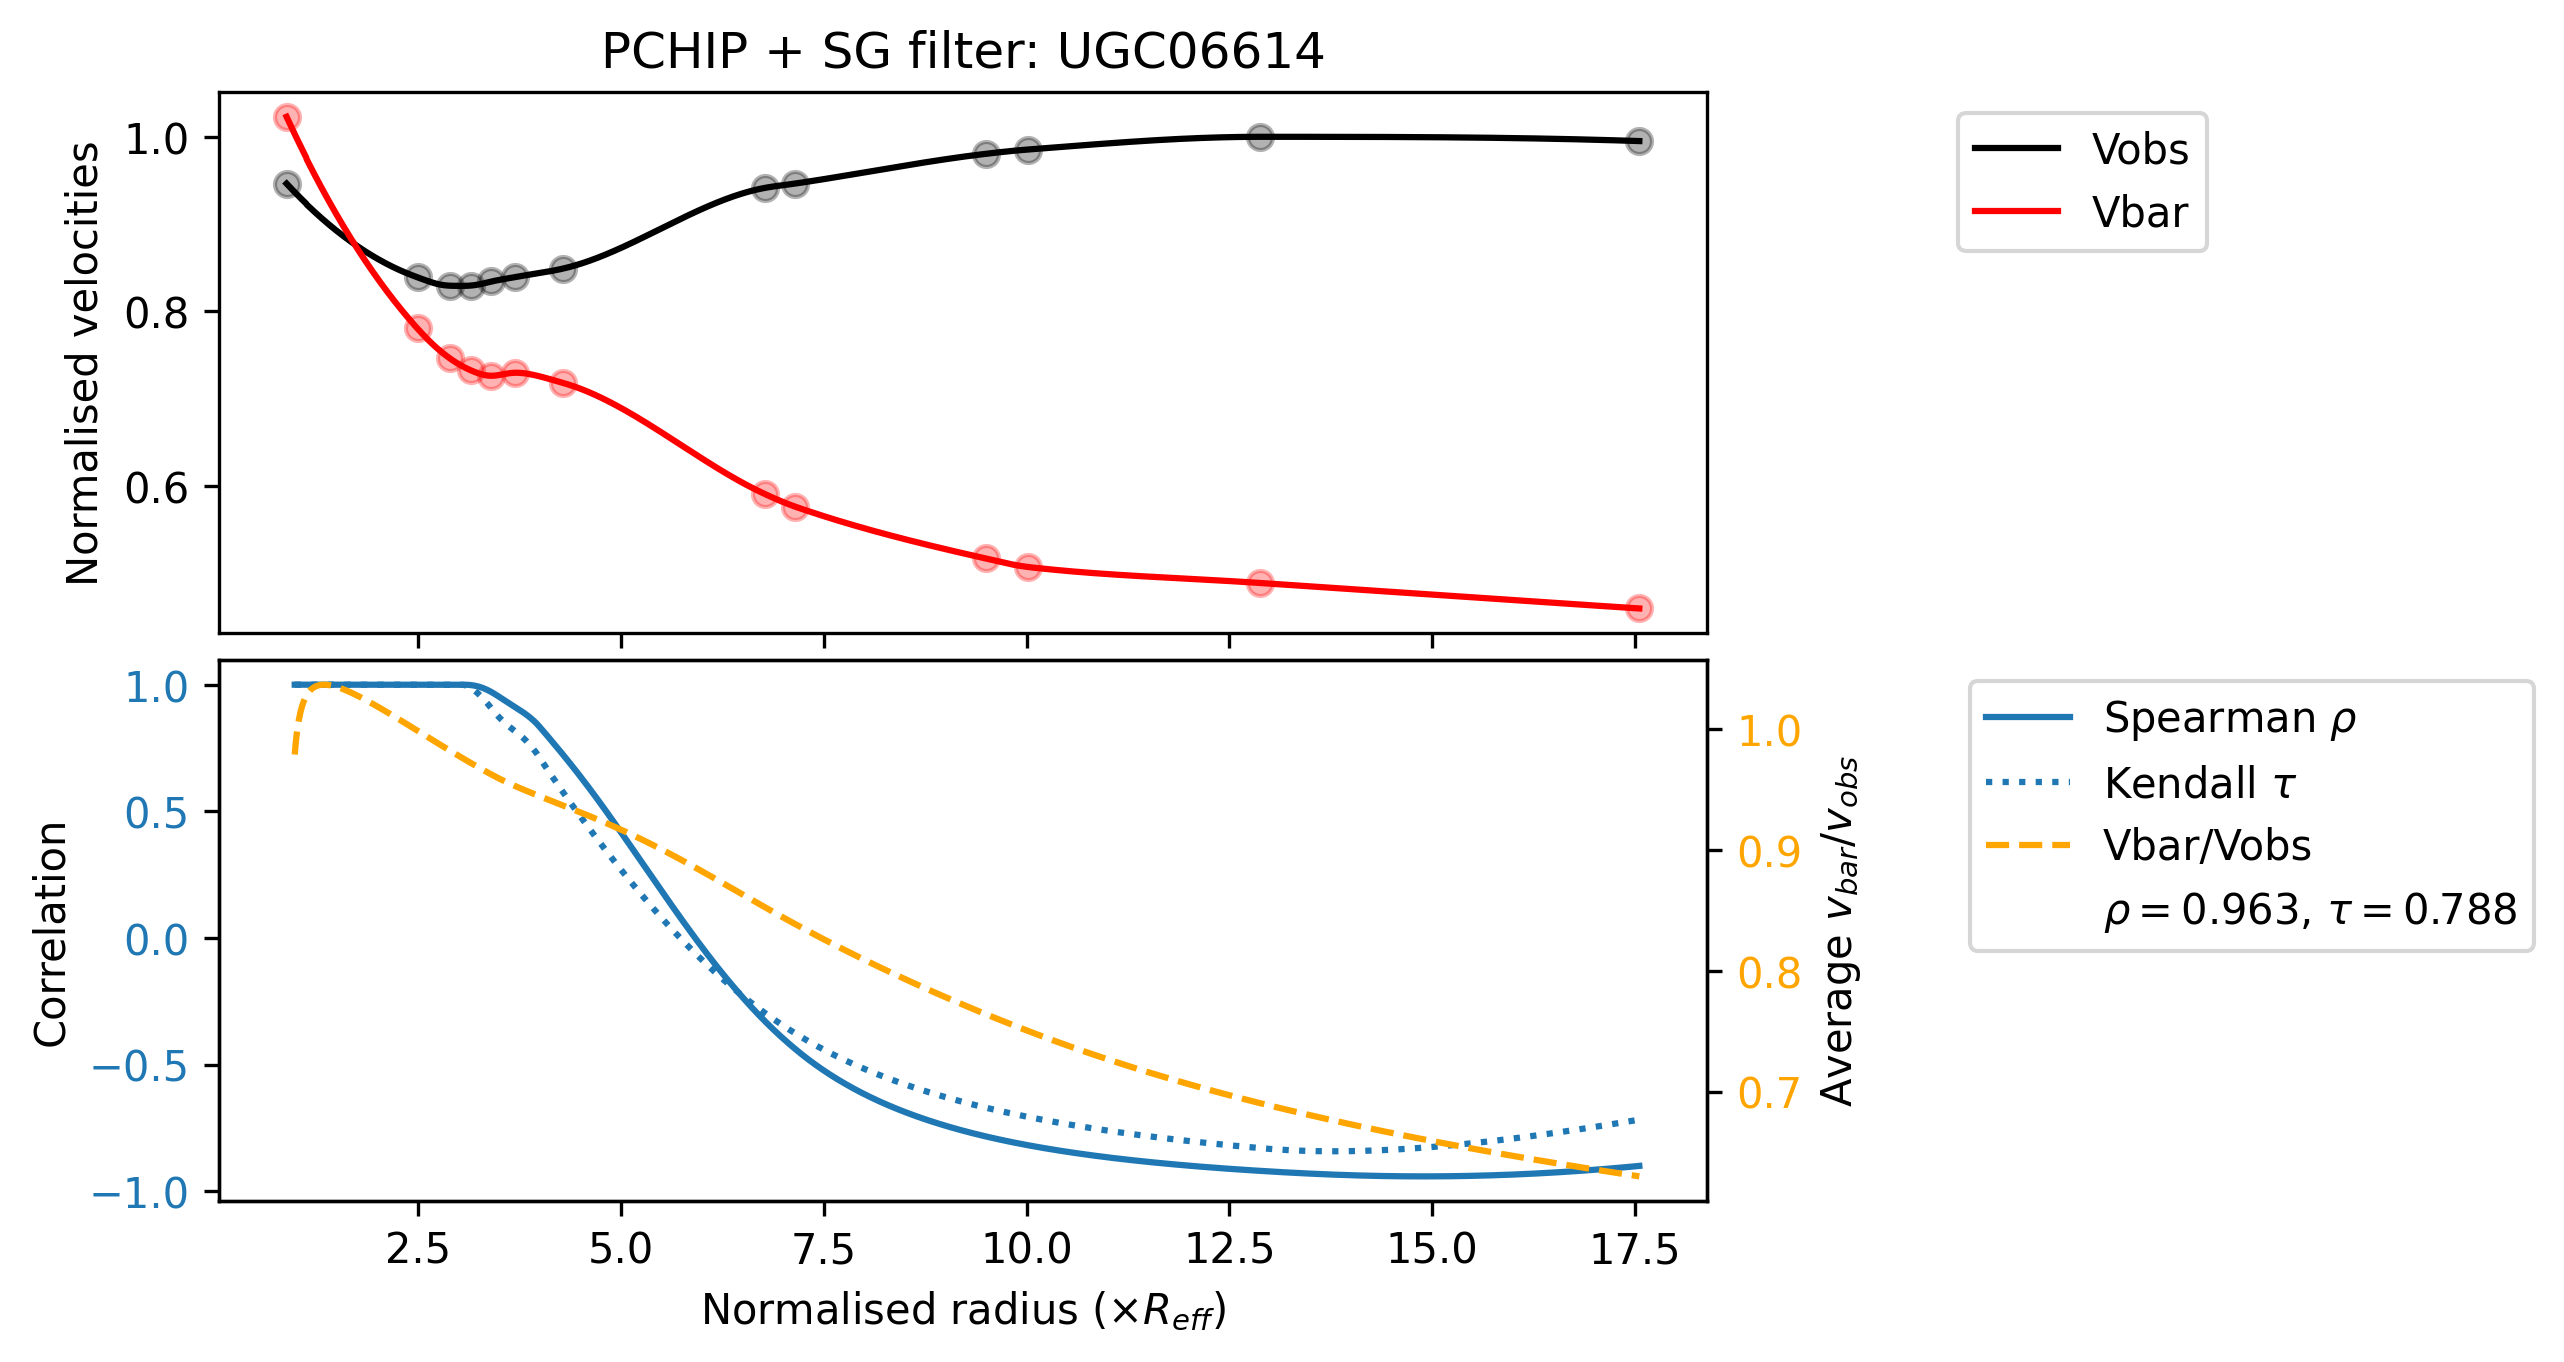 PCHIP + SG filter: UGC06614
Normalised velocities
1.0
0.8
0.6
Vobs
Vbar
Correlation
1.0
0.5
0.0
−0.5
−1.0
1.0
0.9
0.8
0.7
Average v_bar/v_obs
Spearman ρ
Kendall τ
Vbar/Vobs
ρ = 0.963, τ = 0.788
2.5 5.0 7.5 10.0 12.5 15.0 17.5
Normalised radius (×R_eff)